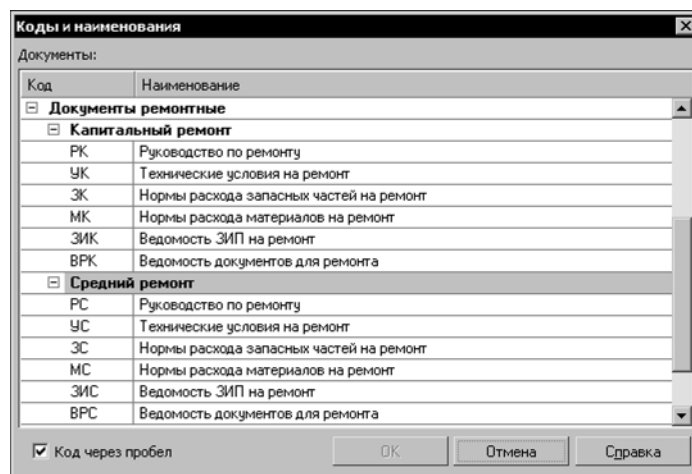 Коды и наименования
Документы:
Код Наименование
Документы ремонтные
Капитальный ремонт
РК Руководство по ремонту
УК Технические условия на ремонт
ЗК Нормы расхода запасных частей на ремонт
МК Нормы расхода материалов на ремонт
ЗИК Ведомость ЗИП на ремонт
ВРК Ведомость документов для ремонта
Средний ремонт
РС Руководство по ремонту
УС Технические условия на ремонт
ЗС Нормы расхода запасных частей на ремонт
МС Нормы расхода материалов на ремонт
ЗИС Ведомость ЗИП на ремонт
ВРС Ведомость документов для ремонта
Код через пробел OK Отмена Справка